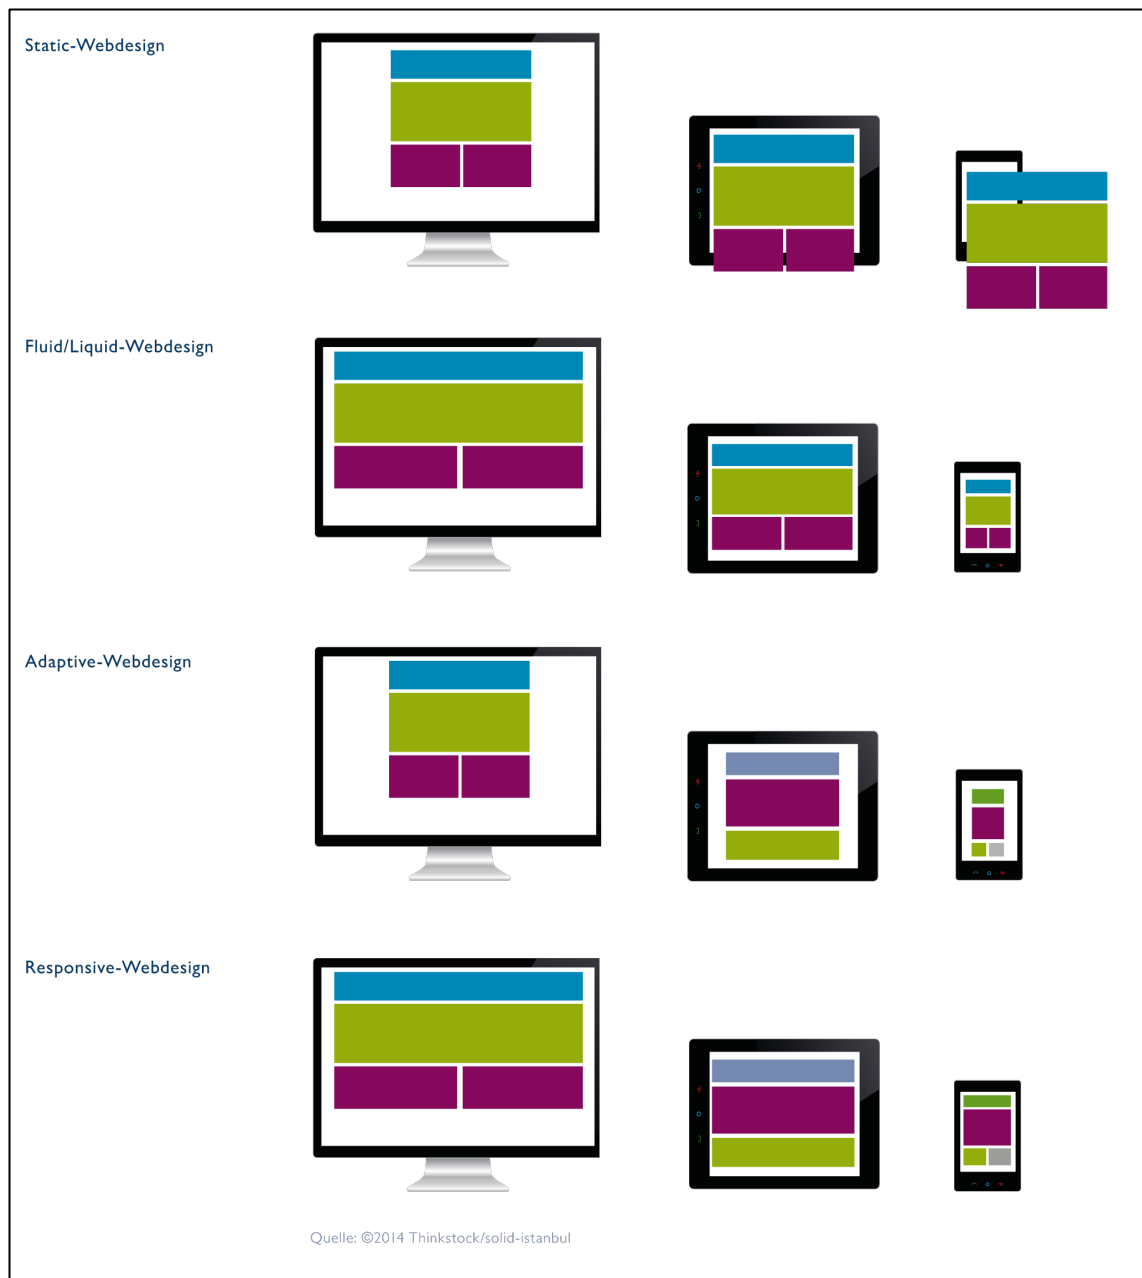 Static-Webdesign
Fluid/Liquid-Webdesign
Adaptive-Webdesign
Responsive-Webdesign
Quelle: ©2014 Thinkstock/solid-istanbul